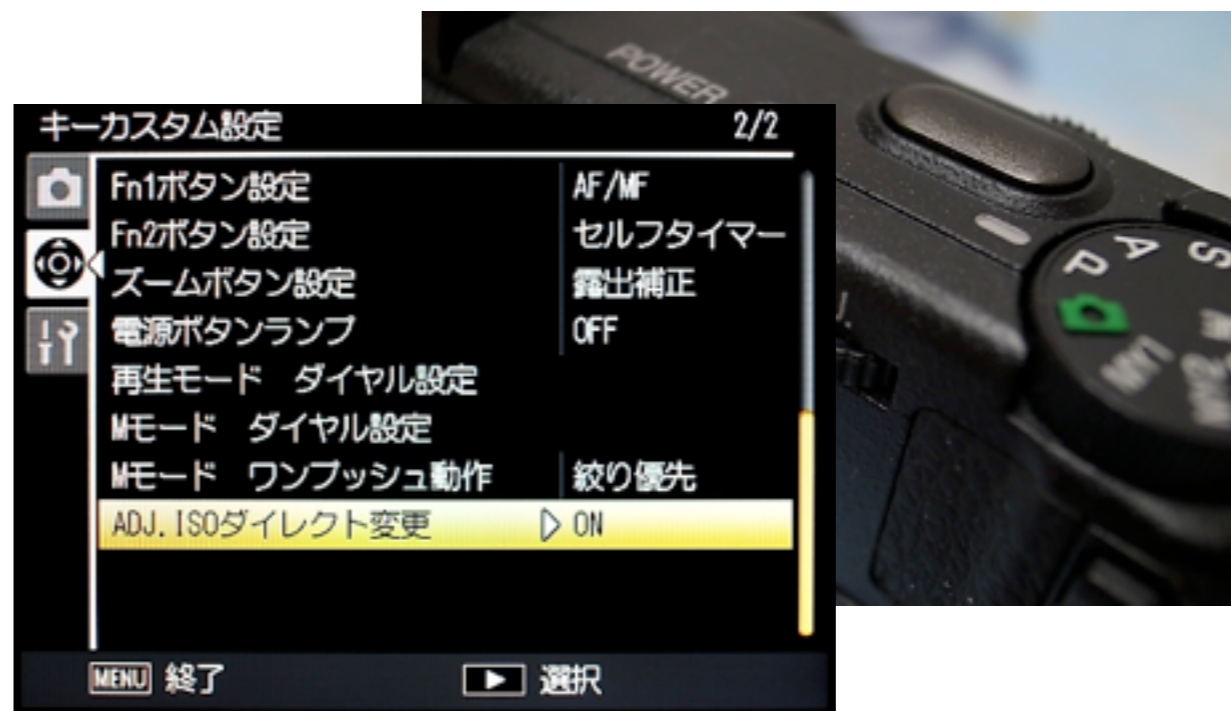 POWER
キーカスタム設定 2/2
Fn1ボタン設定 AF/MF
Fn2ボタン設定 セルフタイマー
ズームボタン設定 露出補正
電源ボタンランプ OFF
再生モード ダイヤル設定
Mモード ダイヤル設定
Mモード ワンプッシュ動作 絞り優先
ADJ.ISOダイレクト変更 ON
MENU 終了 選択
S
A
P